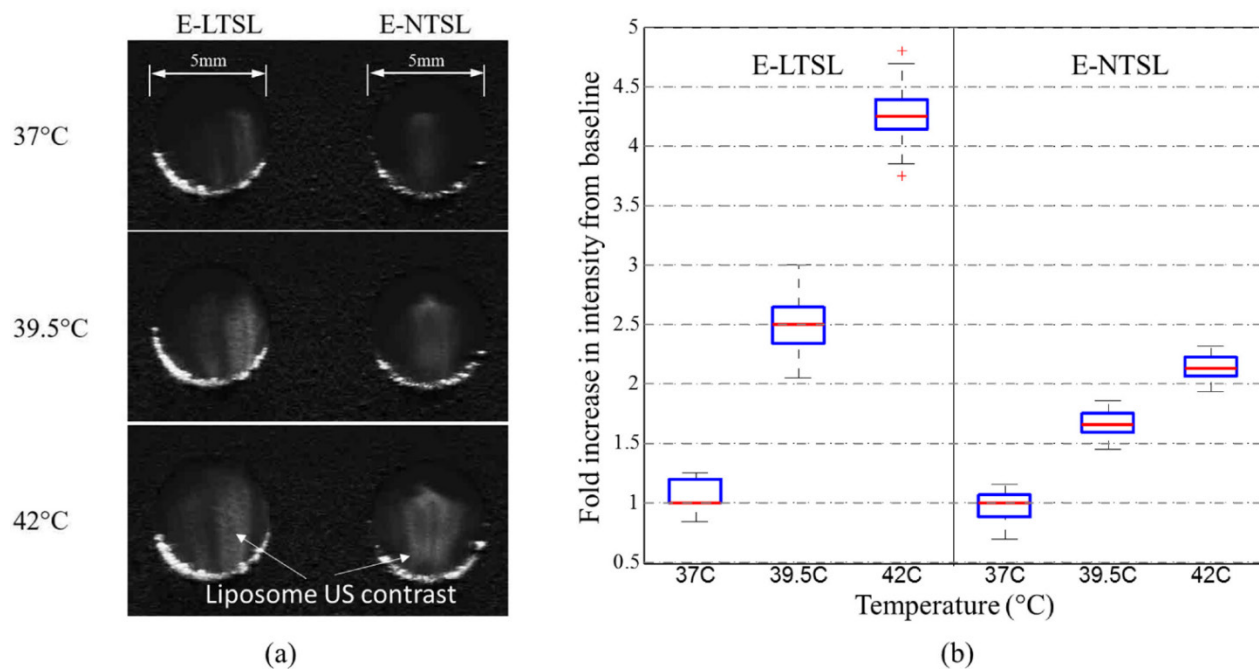 E-LTSL E-NTSL
5mm 5mm
37°C
39.5°C
42°C
Liposome US contrast
(a)
Fold increase in intensity from baseline
5
4.5
4
3.5
3
2.5
2
1.5
1
0.5
E-LTSL E-NTSL
37C 39.5C 42C 37C 39.5C 42C
Temperature (°C)
(b)